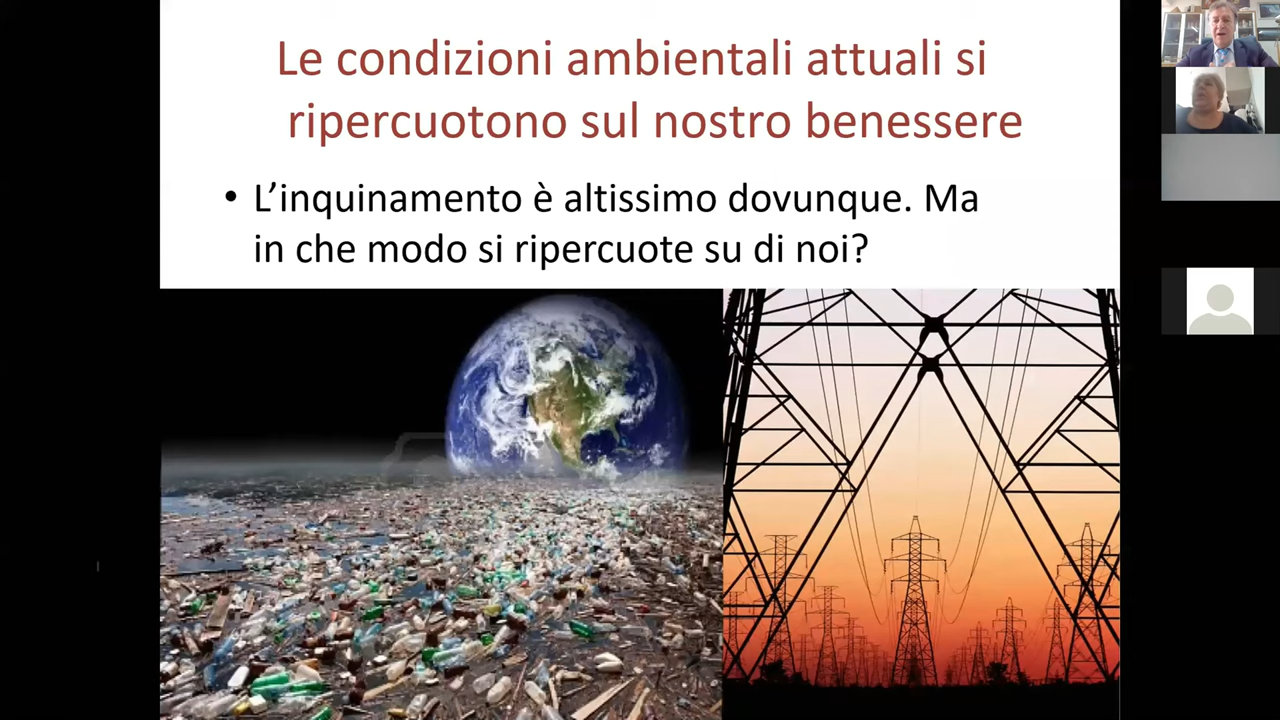 Le condizioni ambientali attuali si
ripercuotono sul nostro benessere
• L’inquinamento è altissimo dovunque. Ma
in che modo si ripercuote su di noi?